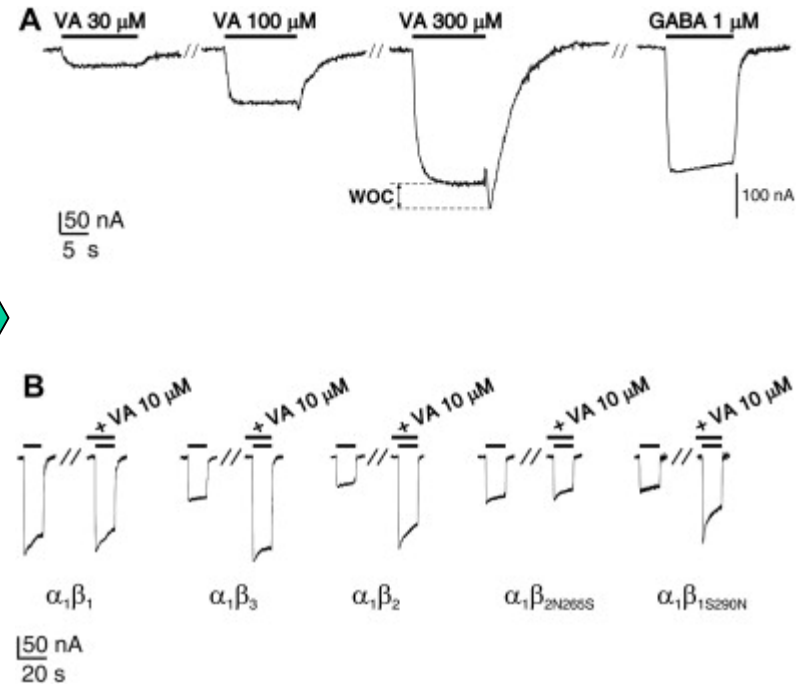 A
VA 30 μM VA 100 μM VA 300 μM GABA 1 μM
// // //
WOC
100 nA
50 nA
5 s
B
+ VA 10 μM + VA 10 μM + VA 10 μM + VA 10 μM + VA 10 μM
// // // // //
α₁β₁ α₁β₃ α₁β₂ α₁β₂N265S α₁β₁S290N
50 nA
20 s